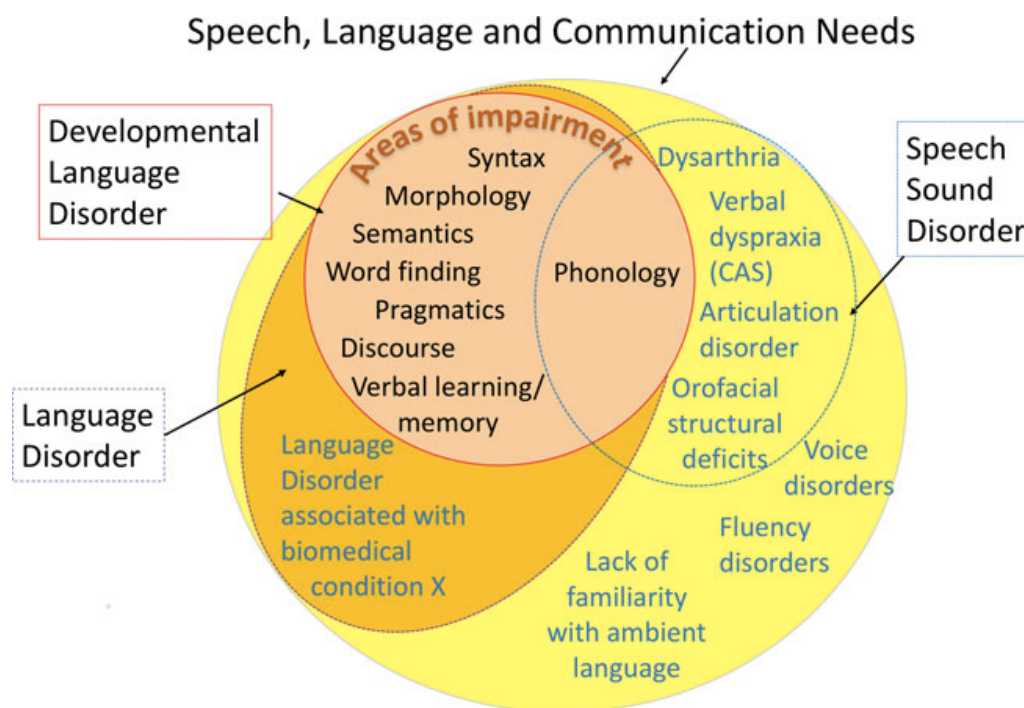 Speech, Language and Communication Needs
Developmental
Language
Disorder
Areas of impairment
Syntax
Morphology
Semantics
Word finding
Pragmatics
Discourse
Verbal learning/
memory
Phonology
Dysarthria
Verbal
dyspraxia
(CAS)
Articulation
disorder
Orofacial
structural
deficits
Speech
Sound
Disorder
Language
Disorder
Language
Disorder
associated with
biomedical
condition X
Voice
disorders
Fluency
disorders
Lack of
familiarity
with ambient
language